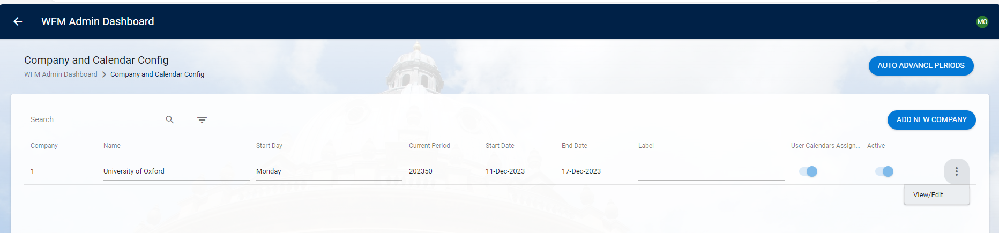 WFM Admin Dashboard
MO
Company and Calendar Config
WFM Admin Dashboard > Company and Calendar Config
AUTO ADVANCE PERIODS
Search
ADD NEW COMPANY
Company Name Start Day Current Period Start Date End Date Label User Calendars Assign... Active
1 University of Oxford Monday 202350 11-Dec-2023 17-Dec-2023
View/Edit